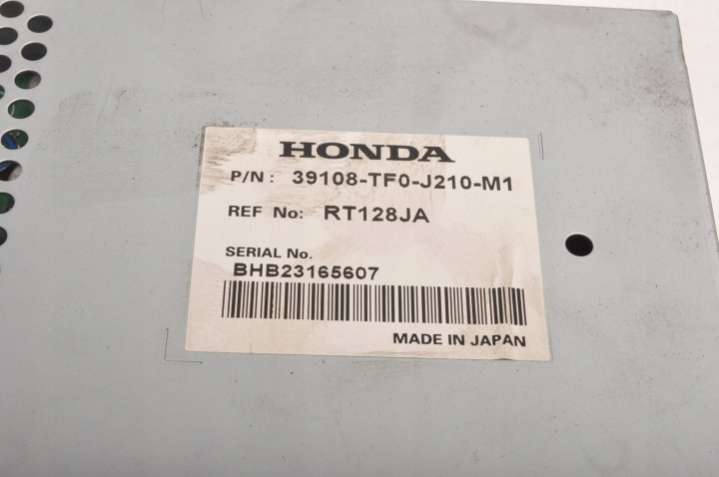 HONDA
P/N: 39108-TF0-J210-M1
REF No: RT128JA
SERIAL No.
BHB23165607
MADE IN JAPAN